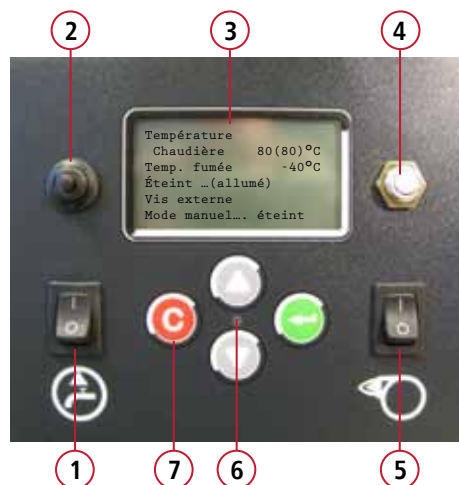 2 3 4
Température
Chaudière 80(80)°C
Temp. fumée -40°C
Éteint …(allumé)
Vis externe
Mode manuel…. éteint
I I
C
O O
1 7 6 5